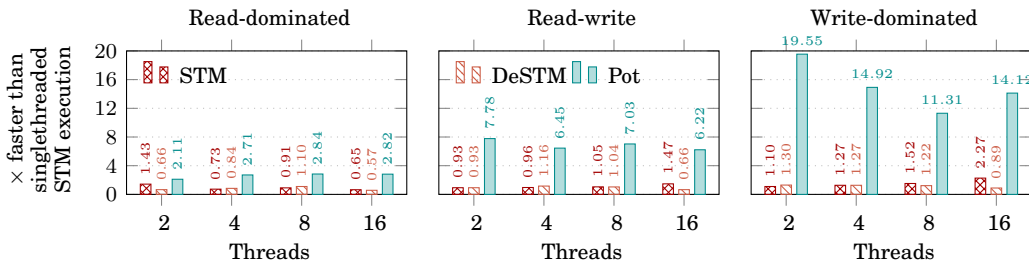 Read-dominated
Read-write
Write-dominated
× faster than
singlethreaded
STM execution
20
16
12
8
4
0
STM
DeSTM
Pot
1.43
0.66
2.11
0.73
0.84
2.71
0.91
1.10
2.84
0.65
0.57
2.82
0.93
0.93
7.78
0.96
1.16
6.45
1.05
1.04
7.03
1.47
0.66
6.22
1.10
1.30
19.55
1.27
1.27
14.92
1.52
1.22
11.31
2.27
0.89
14.12
2 4 8 16
2 4 8 16
2 4 8 16
Threads
Threads
Threads